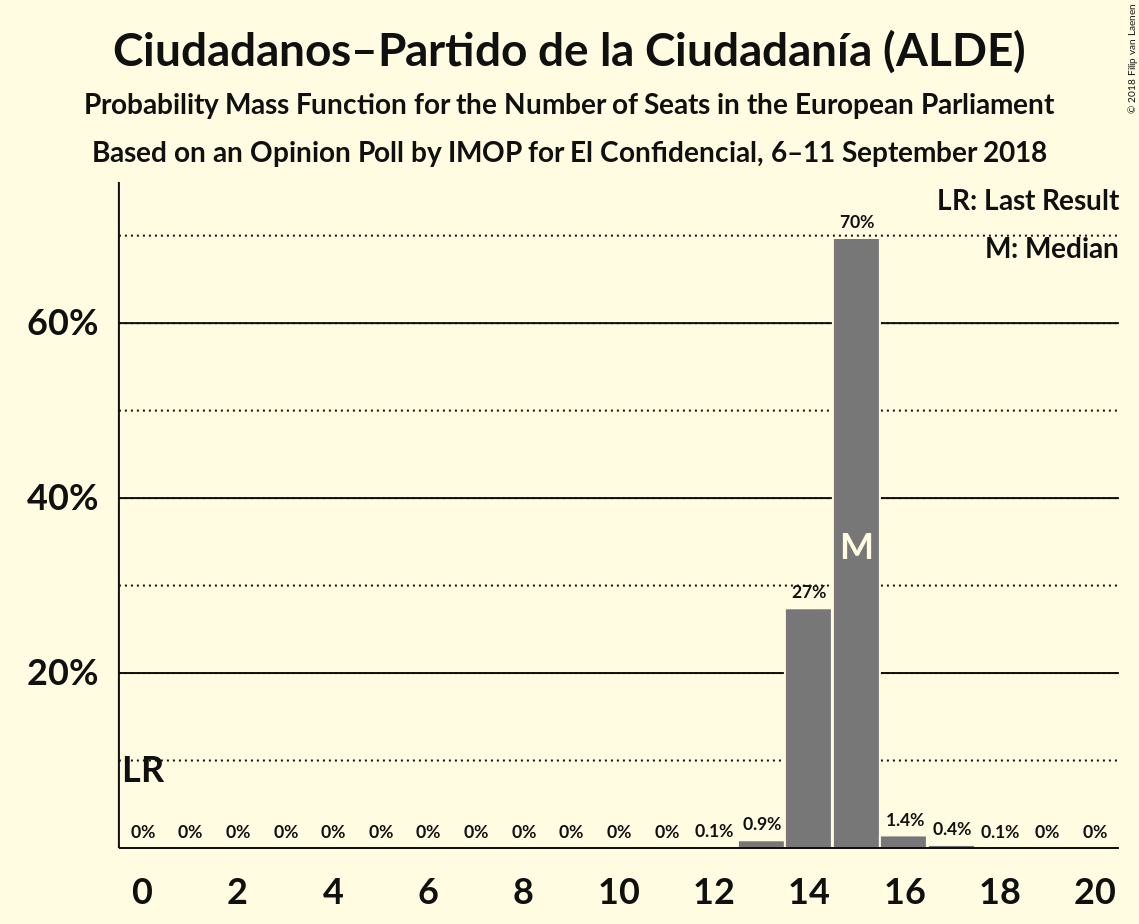 Ciudadanos–Partido de la Ciudadanía (ALDE)
Probability Mass Function for the Number of Seats in the European Parliament
Based on an Opinion Poll by IMOP for El Confidencial, 6–11 September 2018
© 2018 Filip van Laenen
LR: Last Result
M: Median
70%
60%
40%
M
27%
20%
LR
0% 0% 0% 0% 0% 0% 0% 0% 0% 0% 0% 0% 0.1% 0.9% 1.4% 0.4% 0.1% 0% 0%
0 2 4 6 8 10 12 14 16 18 20